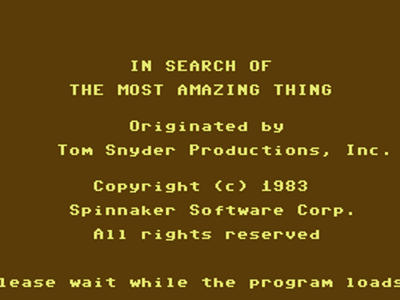 IN SEARCH OF
THE MOST AMAZING THING
Originated by
Tom Snyder Productions, Inc.
Copyright (c) 1983
Spinnaker Software Corp.
All rights reserved
lease wait while the program loads